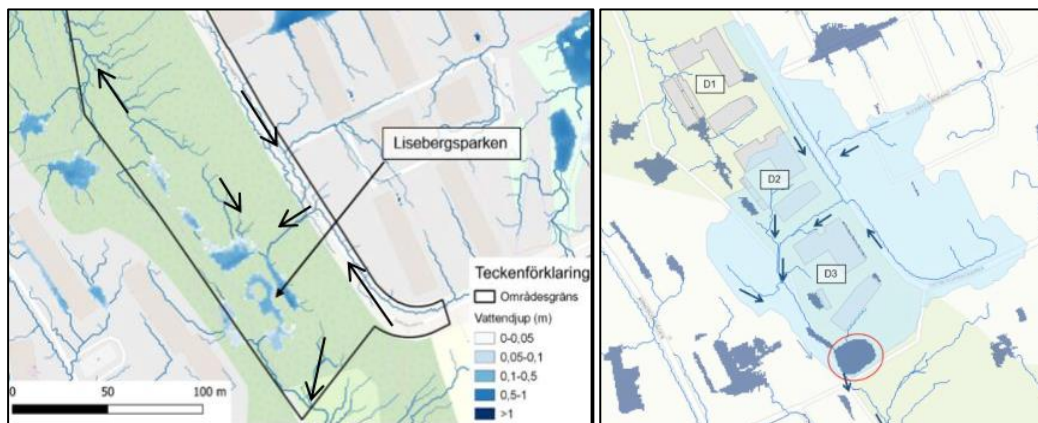 Lisebergsparken
Teckenförklaring
Områdesgräns
Vattendjup (m)
0-0,05
0,05-0,1
0,1-0,5
0,5-1
>1
0
50
100 m
D1
D2
D3